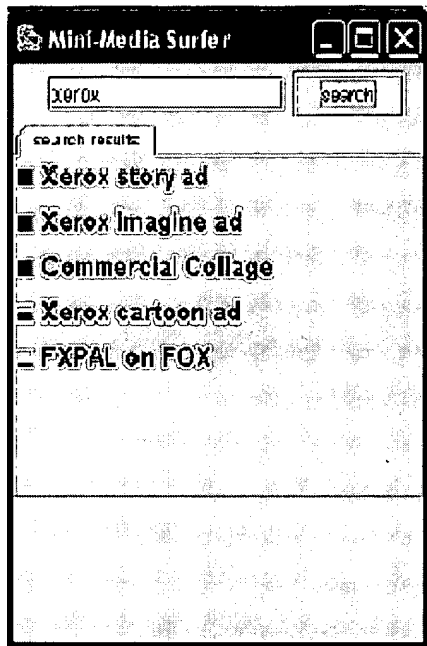 Mini-Media Surfer
xerox search
search results
Xerox story ad
Xerox Imagine ad
Commercial Collage
Xerox cartoon ad
FXPAL on FOX